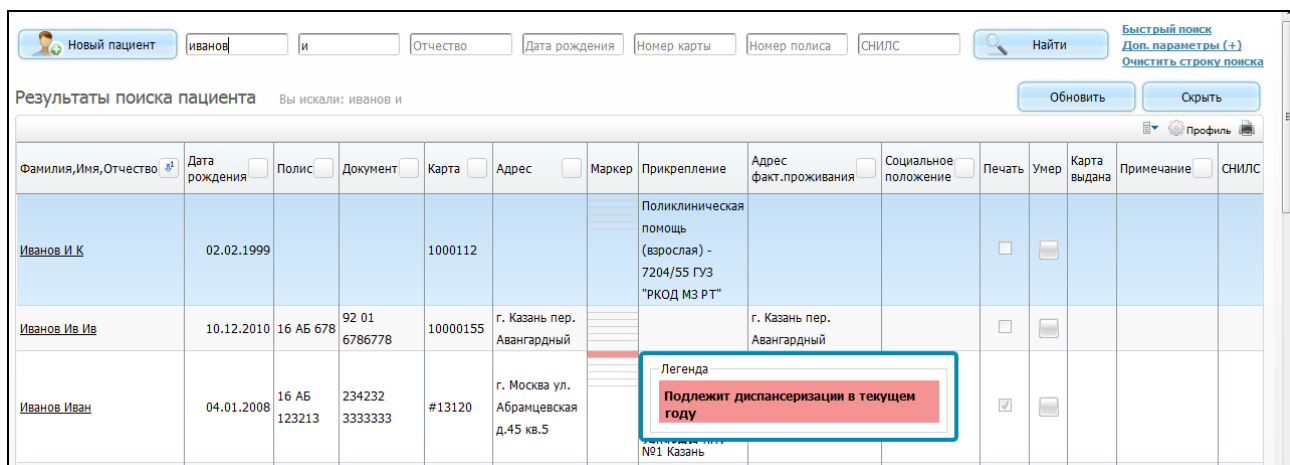 Новый пациент иванов и Отчество Дата рождения Номер карты Номер полиса СНИЛС Найти
Быстрый поиск
Доп. параметры (+)
Очистить строку поиска
Результаты поиска пациента Вы искали: иванов и Обновить Скрыть
Профиль
Фамилия,Имя,Отчество 1 Дата рождения Полис Документ Карта Адрес Маркер Прикрепление Адрес факт.проживания Социальное положение Печать Умер Карта выдана Примечание СНИЛС
Иванов И К 02.02.1999 1000112
Поликлиническая
помощь
(взрослая) -
7204/55 ГУЗ
"РКОД МЗ РТ"
Иванов Ив Ив 10.12.2010 16 АБ 678
92 01
6786778
10000155
г. Казань пер.
Авангардный
г. Казань пер.
Авангардный
Иванов Иван 04.01.2008
16 АБ
123213
234232
3333333
#13120
г. Москва ул.
Абрамцевская
д.45 кв.5
Легенда
Подлежит диспансеризации в текущем
году
№1 Казань